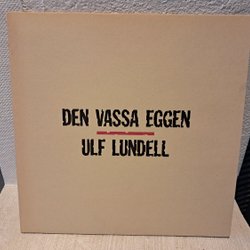 DEN VASSA EGGEN
ULF LUNDELL